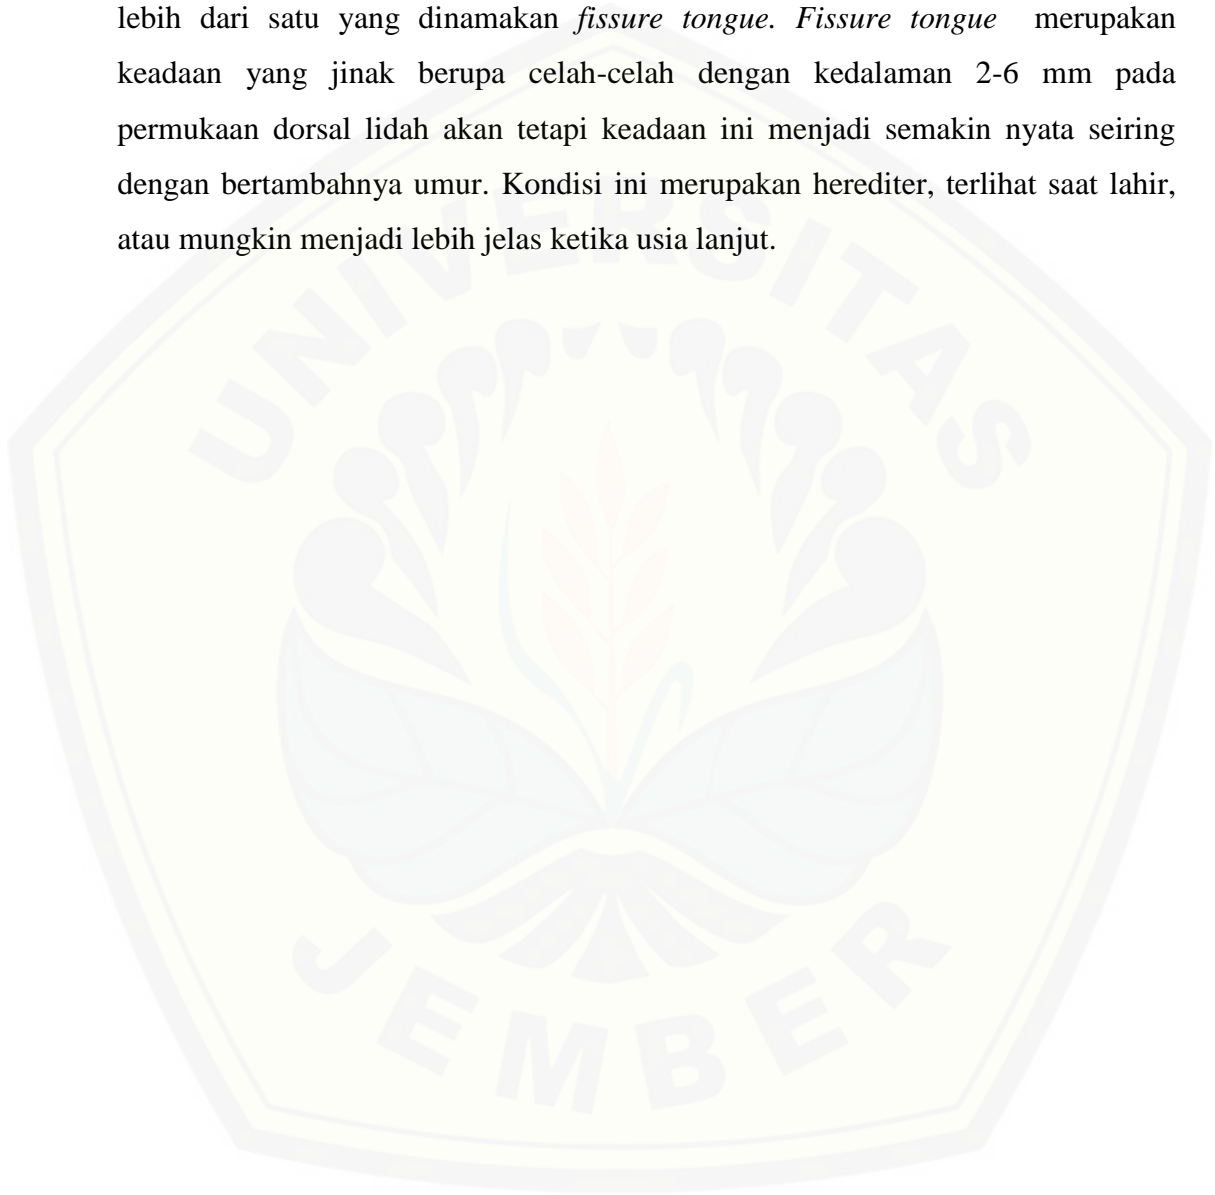 lebih dari satu yang dinamakan fissure tongue. Fissure tongue merupakan
keadaan yang jinak berupa celah-celah dengan kedalaman 2-6 mm pada
permukaan dorsal lidah akan tetapi keadaan ini menjadi semakin nyata seiring
dengan bertambahnya umur. Kondisi ini merupakan herediter, terlihat saat lahir,
atau mungkin menjadi lebih jelas ketika usia lanjut.
UNIVERSITAS
JEMBER